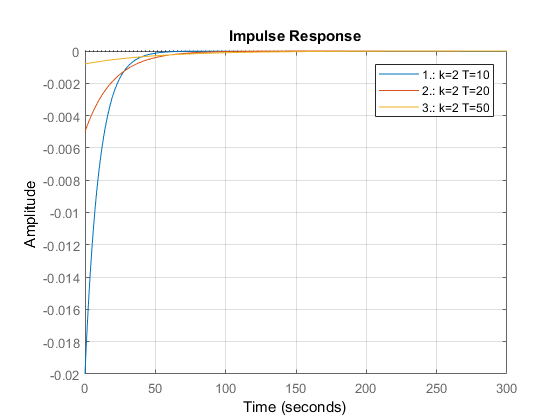 Impulse Response
0
-0.002
-0.004
-0.006
-0.008
-0.01
-0.012
-0.014
-0.016
-0.018
-0.02
Amplitude
1.: k=2 T=10
2.: k=2 T=20
3.: k=2 T=50
0 50 100 150 200 250 300
Time (seconds)